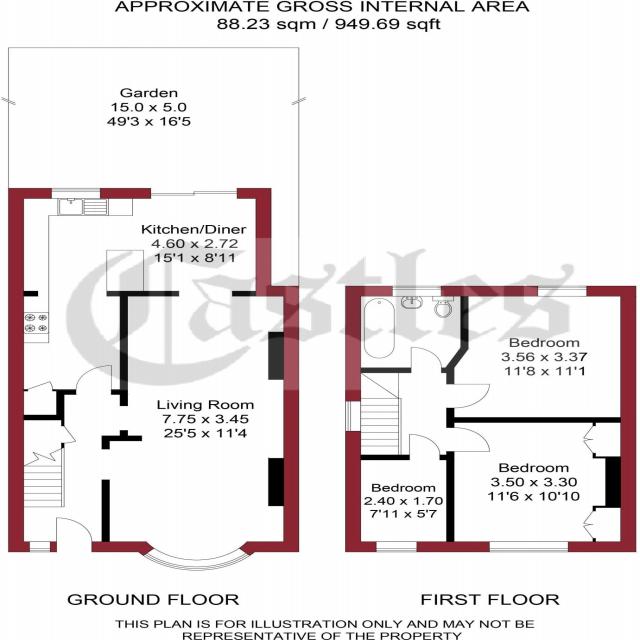 APPROXIMATE GROSS INTERNAL AREA
88.23 sqm / 949.69 sqft
Garden
15.0 x 5.0
49'3 x 16'5
Kitchen/Diner
4.60 x 2.72
15'1 x 8'11
Castles
Bedroom
3.56 x 3.37
11'8 x 11'1
Living Room
7.75 x 3.45
25'5 x 11'4
Bedroom
3.50 x 3.30
11'6 x 10'10
Bedroom
2.40 x 1.70
7'11 x 5'7
GROUND FLOOR
FIRST FLOOR
THIS PLAN IS FOR ILLUSTRATION ONLY AND MAY NOT BE
REPRESENTATIVE OF THE PROPERTY